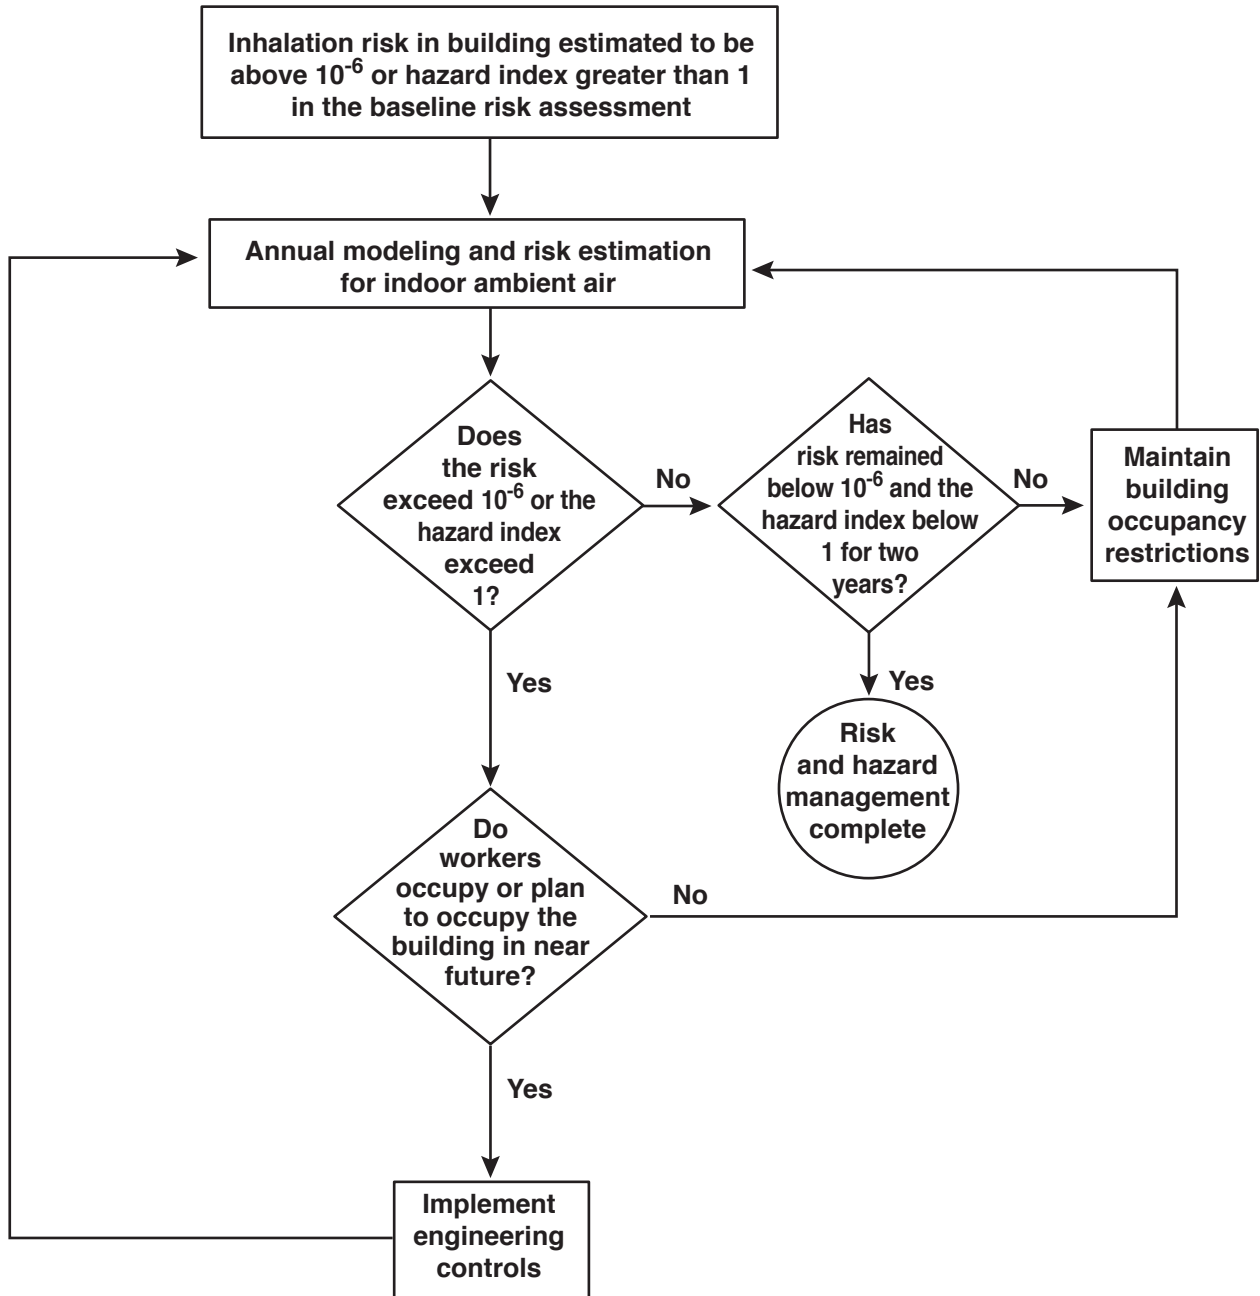 Inhalation risk in building estimated to be
above 10⁻⁶ or hazard index greater than 1
in the baseline risk assessment
Annual modeling and risk estimation
for indoor ambient air
Does
the risk
exceed 10⁻⁶ or the
hazard index
exceed
1?
No
Has
risk remained
below 10⁻⁶ and the
hazard index below
1 for two
years?
No
Maintain
building
occupancy
restrictions
Yes
Yes
Risk
and hazard
management
complete
Do
workers
occupy or plan
to occupy the
building in near
future?
No
Yes
Implement
engineering
controls